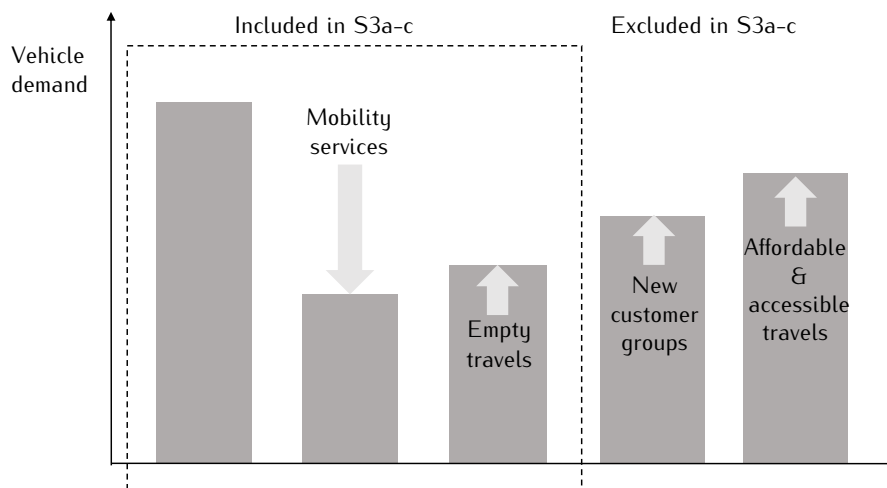 Included in S3a-c
Excluded in S3a-c
Vehicle
demand
Mobility
services
Empty
travels
New
customer
groups
Affordable
&
accessible
travels